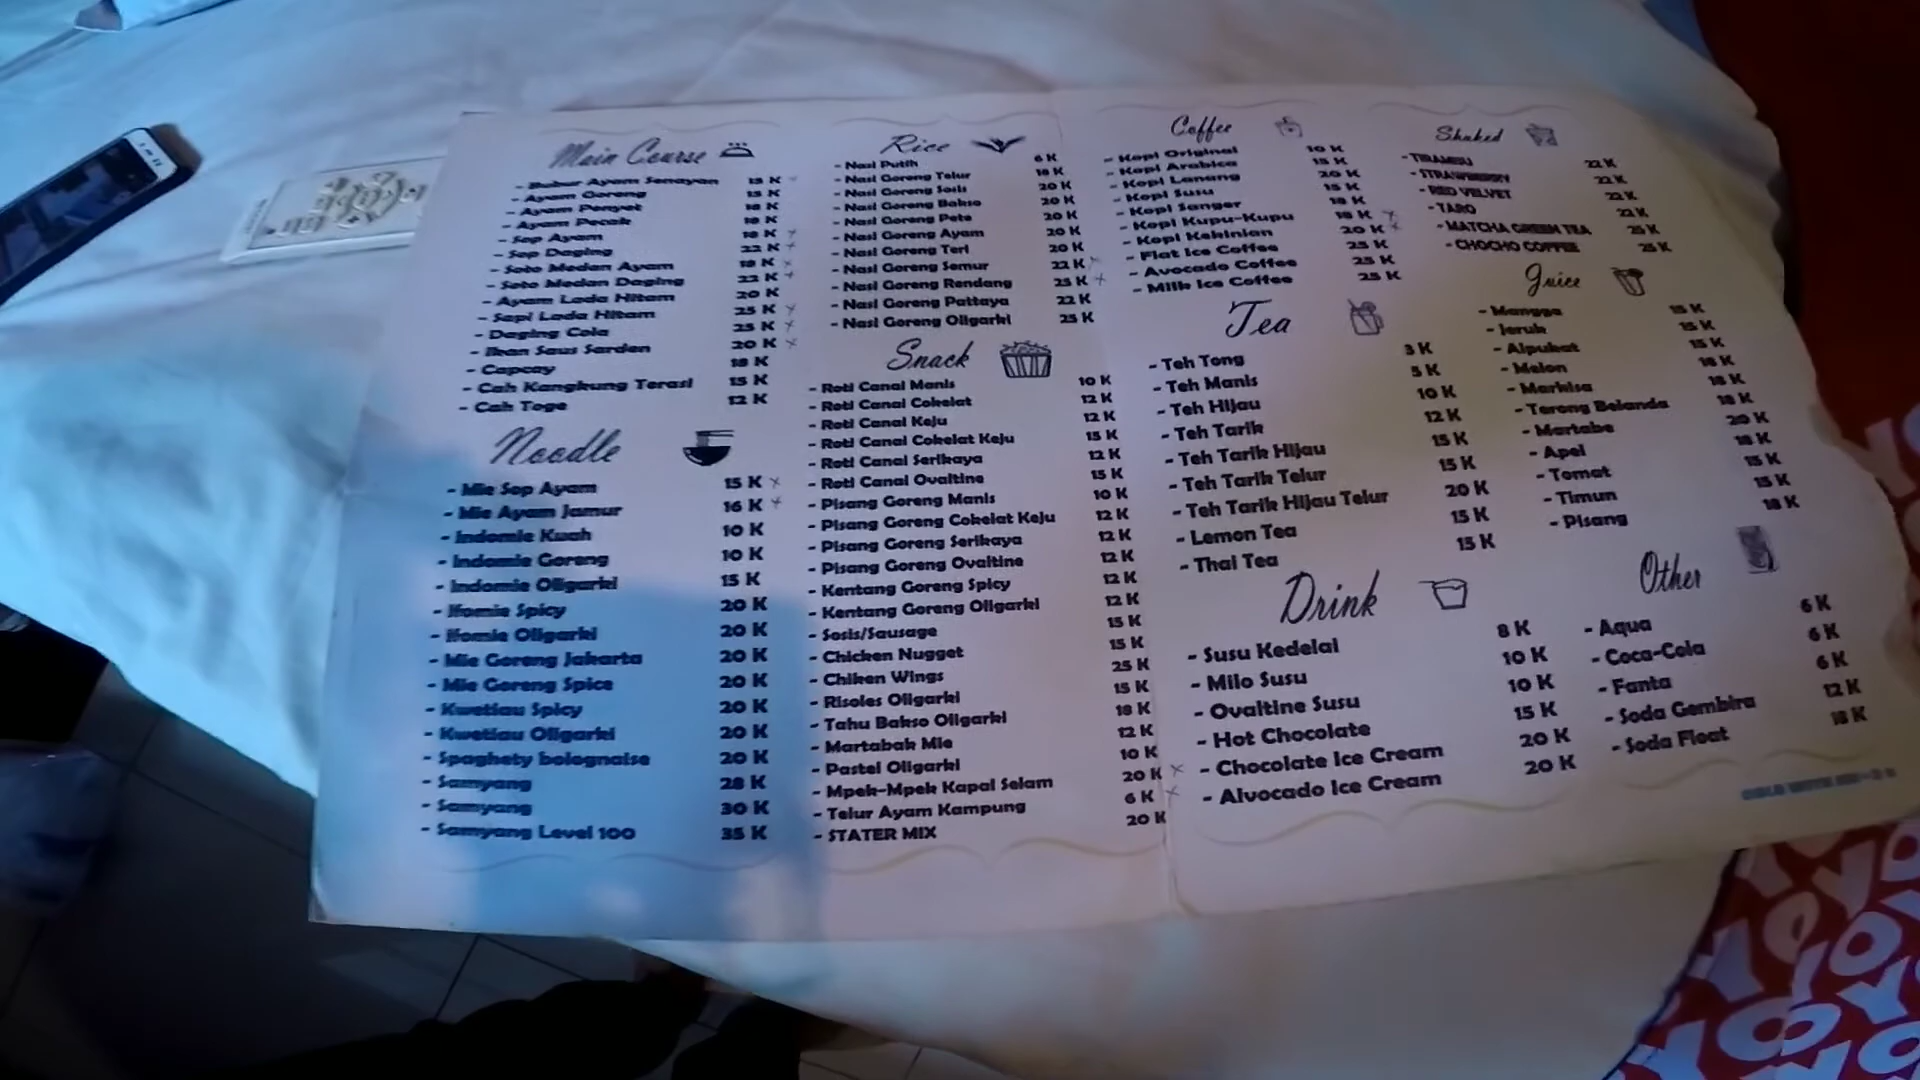 Main Course
- Bubur Ayam Senayan 15 K
- Ayam Goreng 15 K
- Ayam Penyet 18 K
- Ayam Pecak 18 K
- Sop Ayam 18 K
- Sop Daging 22 K
- Soto Medan Ayam 18 K
- Soto Medan Daging 22 K
- Ayam Lada Hitam 20 K
- Sapi Lada Hitam 25 K
- Daging Cola 25 K
- Ikan Saus Sarden 20 K
- Capcay 18 K
- Cah Kangkung Terasi 15 K
- Cah Toge 12 K
Noodle
- Mie Sop Ayam 15 K
- Mie Ayam Jamur 16 K
- Indomie Kuah 10 K
- Indomie Goreng 10 K
- Indomie Oligarki 15 K
- Ifomie Spicy 20 K
- Ifomie Oligarki 20 K
- Mie Goreng Jakarta 20 K
- Mie Goreng Spice 20 K
- Kwetiau Spicy 20 K
- Kwetiau Oligarki 20 K
- Spaghety bolognaise 20 K
- Samyang 28 K
- Samyang 30 K
- Samyang Level 100 35 K
Rice
- Nasi Putih 6 K
- Nasi Goreng Telur 18 K
- Nasi Goreng Sosis 20 K
- Nasi Goreng Bakso 20 K
- Nasi Goreng Pete 20 K
- Nasi Goreng Ayam 20 K
- Nasi Goreng Teri 20 K
- Nasi Goreng Semur 22 K
- Nasi Goreng Rendang 25 K
- Nasi Goreng Pattaya 22 K
- Nasi Goreng Oligarki 25 K
Snack
- Roti Canai Manis 10 K
- Roti Canai Cokelat 12 K
- Roti Canai Keju 12 K
- Roti Canai Cokelat Keju 15 K
- Roti Canai Serikaya 12 K
- Roti Canai Ovaltine 15 K
- Pisang Goreng Manis 10 K
- Pisang Goreng Cokelat Keju 12 K
- Pisang Goreng Serikaya 12 K
- Pisang Goreng Ovaltine 12 K
- Kentang Goreng Spicy 12 K
- Kentang Goreng Oligarki 12 K
- Sosis/Sausage 15 K
- Chicken Nugget 15 K
- Chiken Wings 25 K
- Risoles Oligarki 15 K
- Tahu Bakso Oligarki 18 K
- Martabak Mie 12 K
- Pastel Oligarki 10 K
- Mpek-Mpek Kapal Selam 20 K
- Telur Ayam Kampung 6 K
- STATER MIX 20 K
Coffee
- Kopi Original 10 K
- Kopi Arabica 15 K
- Kopi Lanang 20 K
- Kopi Susu 15 K
- Kopi Sanger 18 K
- Kopi Kupu-Kupu 18 K
- Kopi Kekinian 20 K
- Flat Ice Coffee 25 K
- Avocado Coffee 25 K
- Milk Ice Coffee 25 K
Tea
- Teh Tong 3 K
- Teh Manis 5 K
- Teh Hijau 10 K
- Teh Tarik 12 K
- Teh Tarik Hijau 15 K
- Teh Tarik Telur 15 K
- Teh Tarik Hijau Telur 20 K
- Lemon Tea 15 K
- Thai Tea 15 K
Drink
- Susu Kedelai 8 K
- Milo Susu 10 K
- Ovaltine Susu 10 K
- Hot Chocolate 15 K
- Chocolate Ice Cream 20 K
- Alvocado Ice Cream 20 K
Shaked
- TIRAMISU 22 K
- STRAWBERRY 22 K
- RED VELVET 22 K
- TARO 22 K
- MATCHA GREEN TEA 25 K
- CHOCHO COFFEE 25 K
Juice
- Mangga 15 K
- Jeruk 15 K
- Alpukat 15 K
- Melon 18 K
- Markisa 18 K
- Terong Belanda 18 K
- Martabe 20 K
- Apel 18 K
- Tomat 15 K
- Timun 15 K
- Pisang 18 K
Other
- Aqua 6 K
- Coca-Cola 6 K
- Fanta 6 K
- Soda Gembira 12 K
- Soda Float 18 K